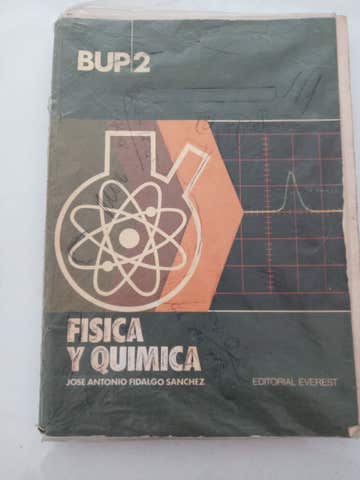 BUP/2
FISICA
Y QUIMICA
JOSE ANTONIO FIDALGO SANCHEZ
EDITORIAL EVEREST